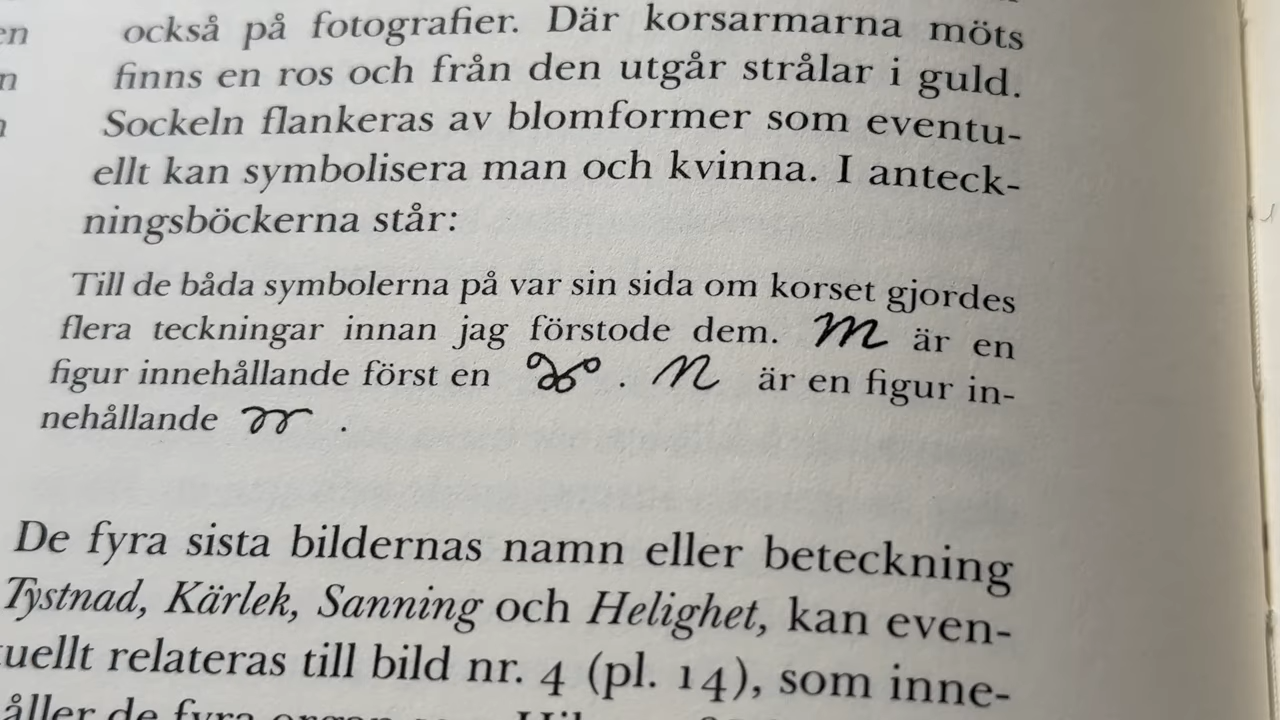 också på fotografier. Där korsarmarna möts
finns en ros och från den utgår strålar i guld.
Sockeln flankeras av blomformer som eventu-
ellt kan symbolisera man och kvinna. I anteck-
ningsböckerna står:
Till de båda symbolerna på var sin sida om korset gjordes
flera teckningar innan jag förstode dem. m är en
figur innehållande först en . n är en figur in-
nehållande .
De fyra sista bildernas namn eller beteckning
Tystnad, Kärlek, Sanning och Helighet, kan even-
tuellt relateras till bild nr. 4 (pl. 14), som inne-
håller de fyra